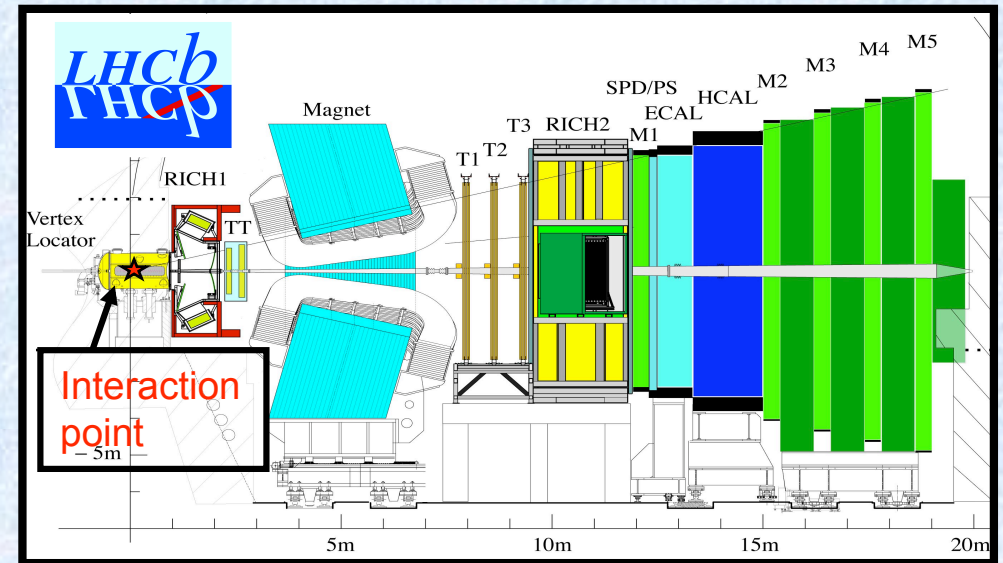 LHCb
LHCb
Vertex
Locator
RICH1
TT
Magnet
T1
T2
T3
RICH2
SPD/PS
M1
ECAL
HCAL
M2
M3
M4
M5
Interaction
point
– 5m
5m
10m
15m
20m